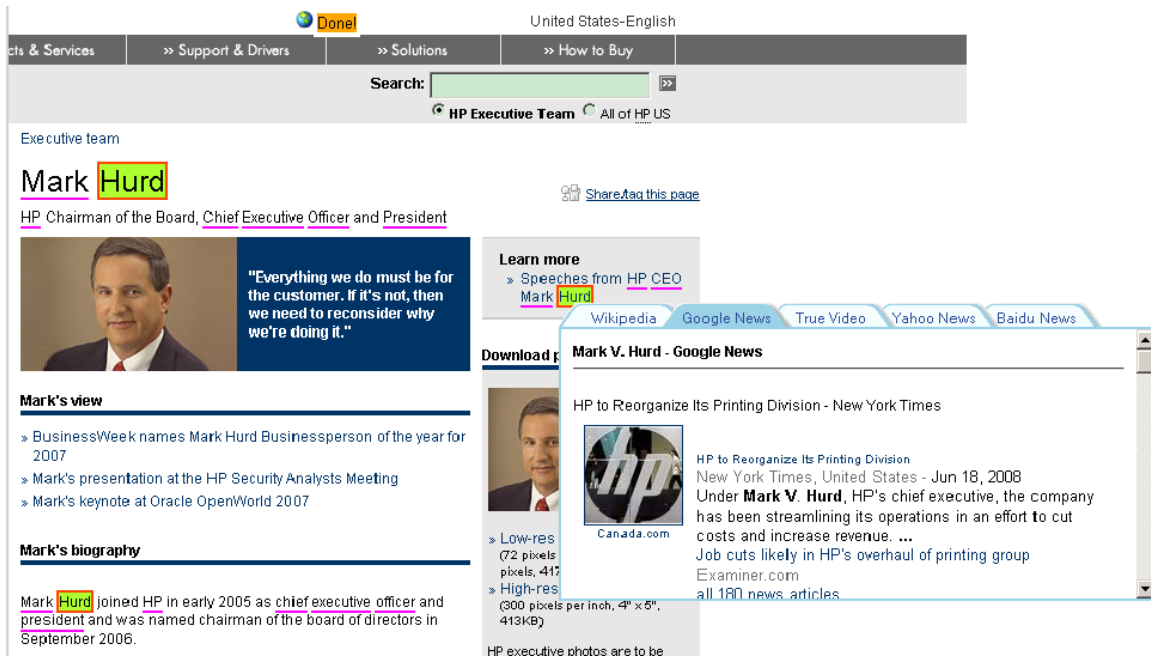 Done!
United States-English
cts & Services
» Support & Drivers
» Solutions
» How to Buy
Search:
»
HP Executive Team
All of HP US
Executive team
Mark Hurd
Share/tag this page
HP Chairman of the Board, Chief Executive Officer and President
"Everything we do must be for
the customer. If it's not, then
we need to reconsider why
we're doing it."
Learn more
» Speeches from HP CEO
Mark Hurd
Mark's view
» BusinessWeek names Mark Hurd Businessperson of the year for
2007
» Mark's presentation at the HP Security Analysts Meeting
» Mark's keynote at Oracle OpenWorld 2007
Mark's biography
Mark Hurd joined HP in early 2005 as chief executive officer and
president and was named chairman of the board of directors in
September 2006.
Download p
» Low-res
(72 pixels
pixels, 417
» High-res
(300 pixels per inch, 4" x 5",
413KB)
HP executive photos are to be
Wikipedia
Google News
True Video
Yahoo News
Baidu News
Mark V. Hurd - Google News
HP to Reorganize Its Printing Division - New York Times
hp
Canada.com
HP to Reorganize Its Printing Division
New York Times, United States - Jun 18, 2008
Under Mark V. Hurd, HP's chief executive, the company
has been streamlining its operations in an effort to cut
costs and increase revenue. ...
Job cuts likely in HP's overhaul of printing group
Examiner.com
all 180 news articles